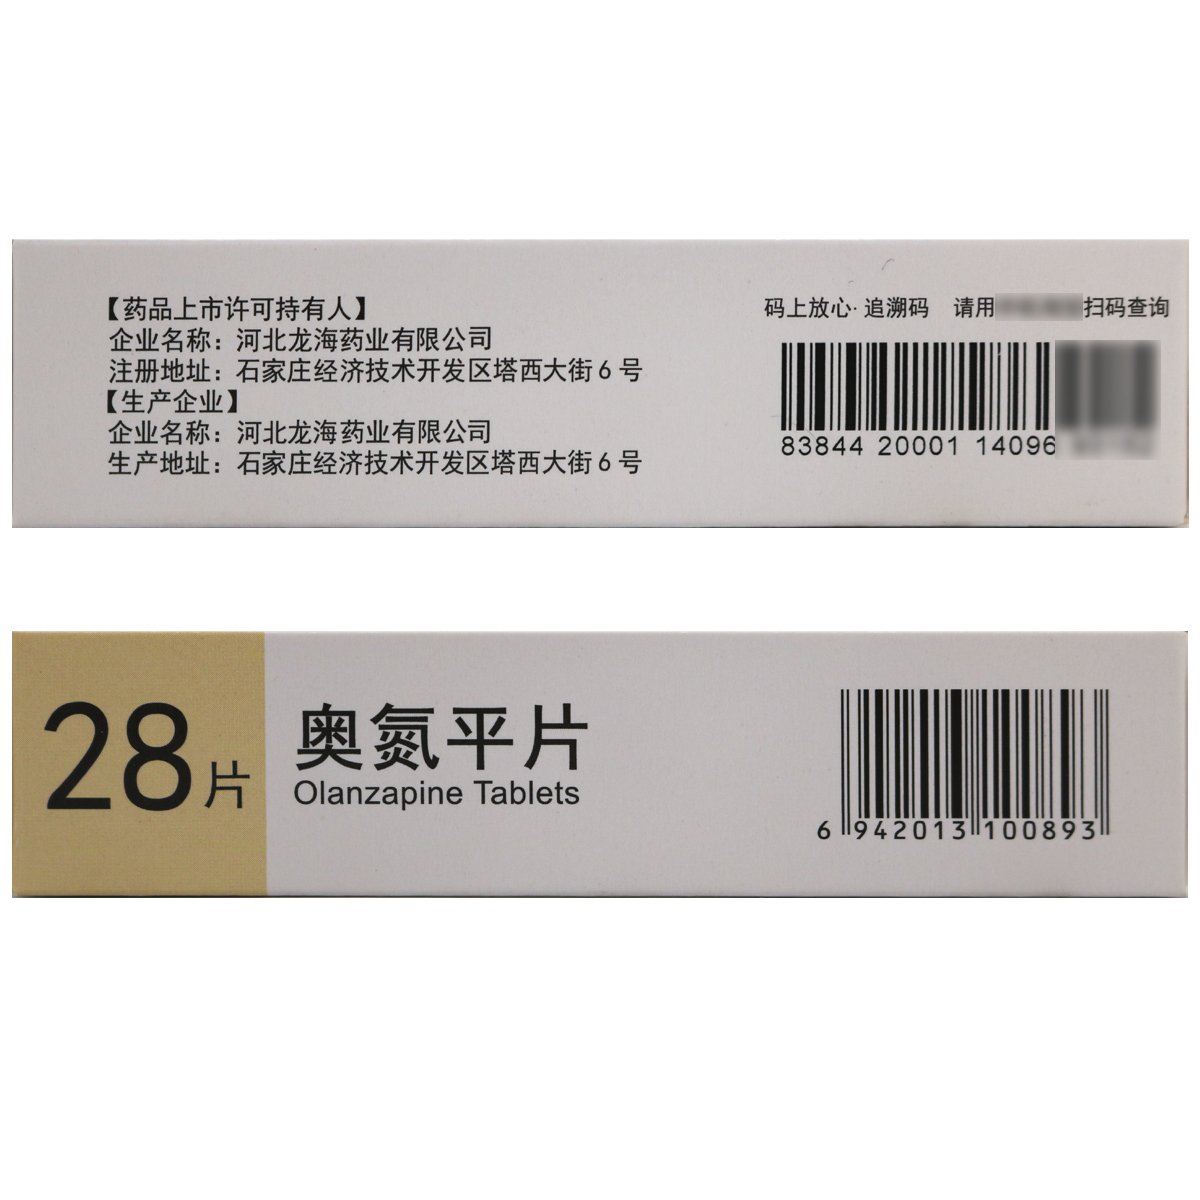 【药品上市许可持有人】
企业名称：河北龙海药业有限公司
注册地址：石家庄经济技术开发区塔西大街6号
【生产企业】
企业名称：河北龙海药业有限公司
生产地址：石家庄经济技术开发区塔西大街6号
码上放心·追溯码 请用 扫码查询
83844 20001 14096
28片
奥氮平片
Olanzapine Tablets
6 942013 100893